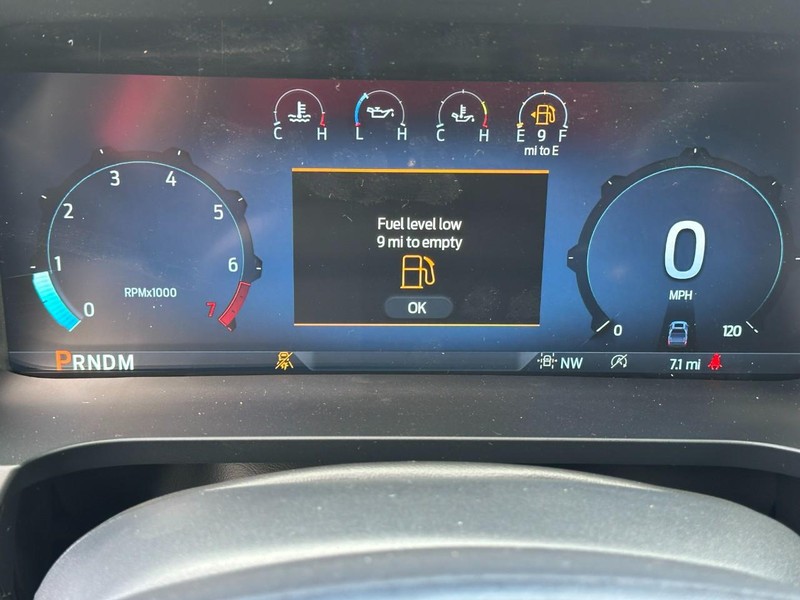 C H
L H
C H
E 9 F
mi to E
0 1 2 3 4 5 6 7
RPMx1000
Fuel level low
9 mi to empty
OK
0
MPH
0 120
PRNDM
NW
7.1 mi